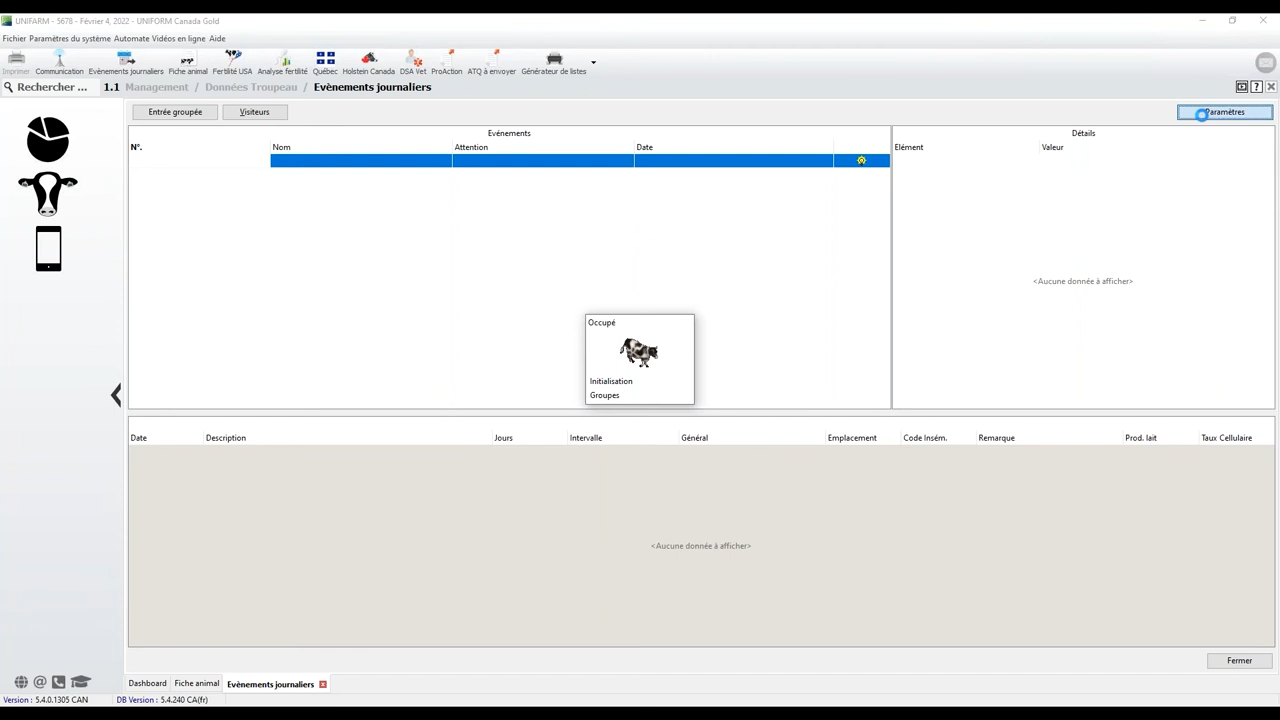 UNIFARM - 5678 - Février 4, 2022 - UNIFORM Canada Gold
Fichier Paramètres du système Automate Vidéos en ligne Aide
Imprimer Communication Evénements journaliers Fiche animal Fertilité USA Analyse fertilité Québec Holstein Canada DSA Vet ProAction ATQ à envoyer Générateur de listes
Rechercher ... 1.1 Management / Données Troupeau / Evènements journaliers
Entrée groupée Visiteurs Paramètres
Evénements Détails
N°. Nom Attention Date Elément Valeur
<Aucune donnée à afficher>
Occupé
Initialisation
Groupes
Date Description Jours Intervalle Général Emplacement Code Insém. Remarque Prod. lait Taux Cellulaire
<Aucune donnée à afficher>
Fermer
Dashboard Fiche animal Evènements journaliers
Version : 5.4.0.1305 CAN DB Version : 5.4.240 CA(fr)